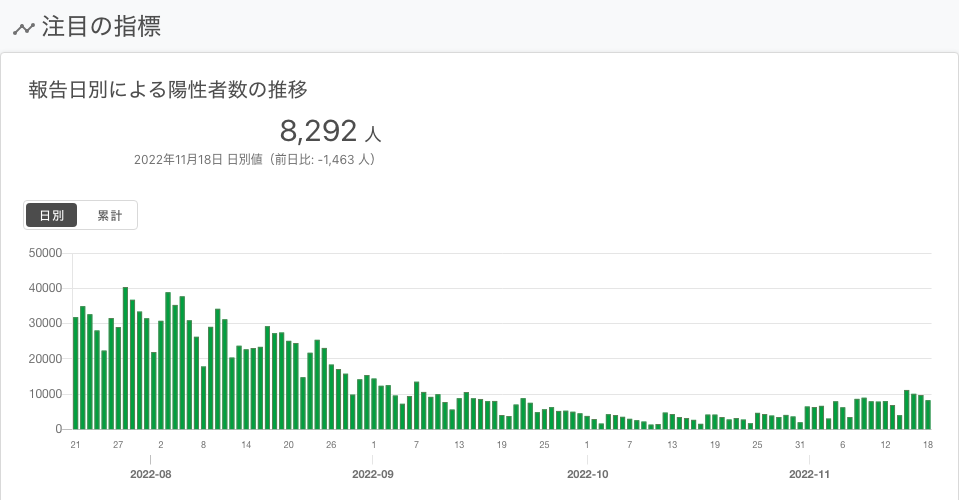 注目の指標
報告日別による陽性者数の推移
8,292 人
2022年11月18日 日別値（前日比: -1,463 人）
日別 累計
50000
40000
30000
20000
10000
0
21 27 2 8 14 20 26 1 7 13 19 25 1 7 13 19 25 31 6 12 18
2022-08 2022-09 2022-10 2022-11